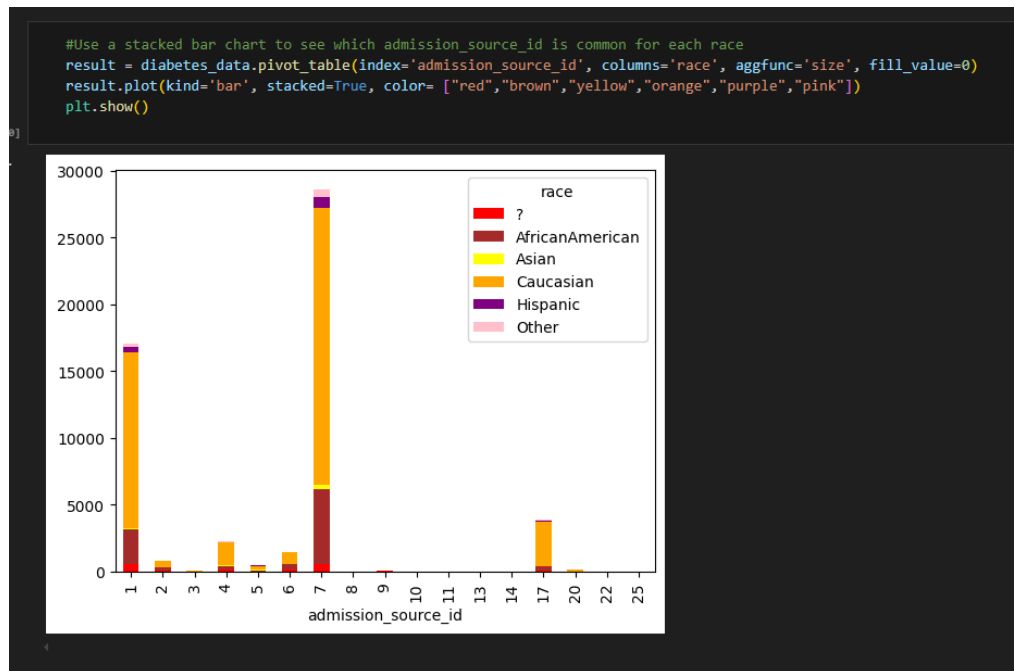 #Use a stacked bar chart to see which admission_source_id is common for each race
result = diabetes_data.pivot_table(index='admission_source_id', columns='race', aggfunc='size', fill_value=0)
result.plot(kind='bar', stacked=True, color= ["red","brown","yellow","orange","purple","pink"])
plt.show()
30000
25000
20000
15000
10000
5000
0
race
?
AfricanAmerican
Asian
Caucasian
Hispanic
Other
1 2 3 4 5 6 7 8 9 10 11 13 14 17 20 22 25
admission_source_id